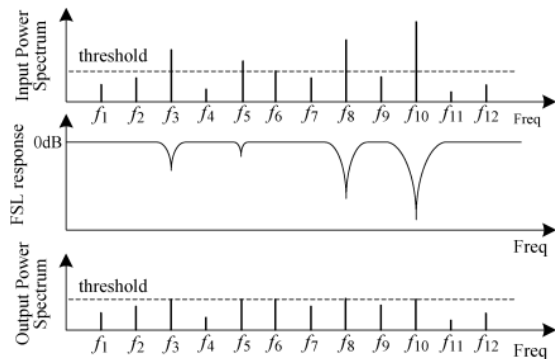 Input Power
Spectrum
threshold
f1 f2 f3 f4 f5 f6 f7 f8 f9 f10 f11 f12 Freq
FSL response
0dB
Freq
Output Power
Spectrum
threshold
f1 f2 f3 f4 f5 f6 f7 f8 f9 f10 f11 f12 Freq